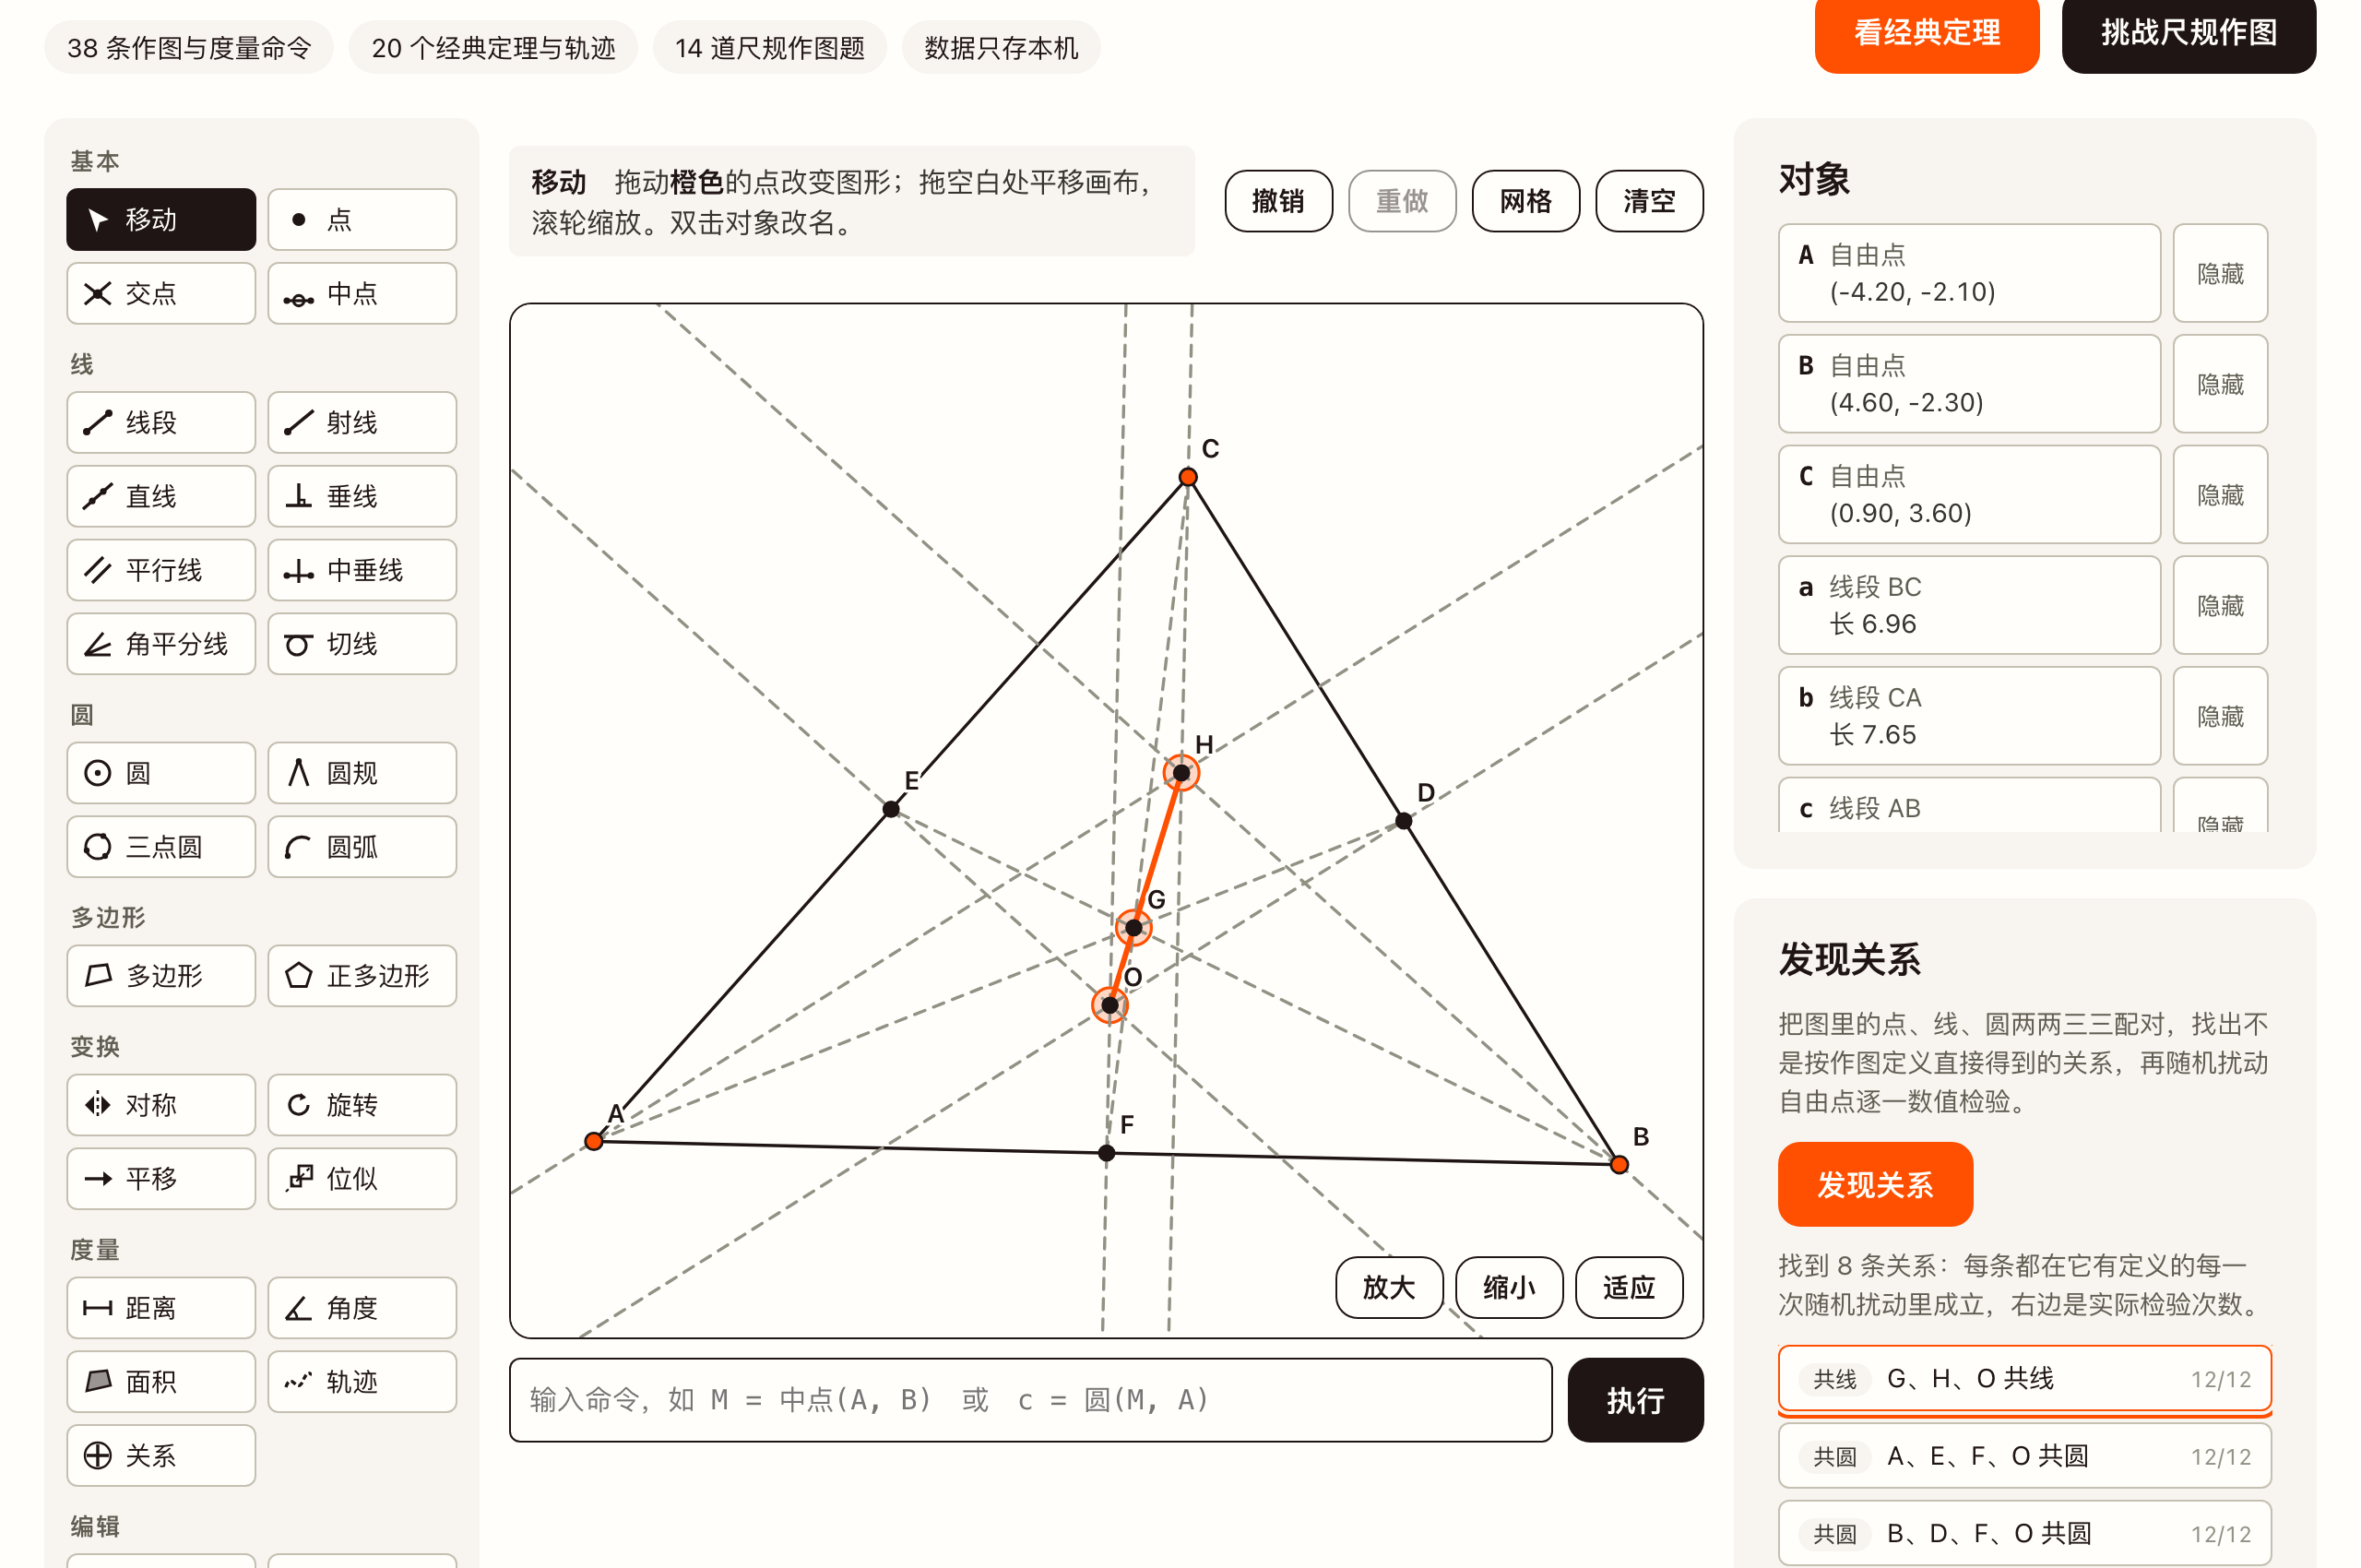 38 条作图与度量命令
20 个经典定理与轨迹
14 道尺规作图题
数据只存本机
看经典定理
挑战尺规作图
基本
移动
点
交点
中点
线
线段
射线
直线
垂线
平行线
中垂线
角平分线
切线
圆
圆
圆规
三点圆
圆弧
多边形
多边形
正多边形
变换
对称
旋转
平移
位似
度量
距离
角度
面积
轨迹
关系
编辑
移动 拖动橙色的点改变图形；拖空白处平移画布，
滚轮缩放。双击对象改名。
撤销
重做
网格
清空
C
H
E
D
G
O
A
F
B
放大
缩小
适应
输入命令，如 M = 中点(A, B) 或 c = 圆(M, A)
执行
对象
A 自由点
(-4.20, -2.10)
隐藏
B 自由点
(4.60, -2.30)
隐藏
C 自由点
(0.90, 3.60)
隐藏
a 线段 BC
长 6.96
隐藏
b 线段 CA
长 7.65
隐藏
c 线段 AB
隐藏
发现关系
把图里的点、线、圆两两三三配对，找出不
是按作图定义直接得到的关系，再随机扰动
自由点逐一数值检验。
发现关系
找到 8 条关系：每条都在它有定义的每一
次随机扰动里成立，右边是实际检验次数。
共线 G、H、O 共线 12/12
共圆 A、E、F、O 共圆 12/12
共圆 B、D、F、O 共圆 12/12